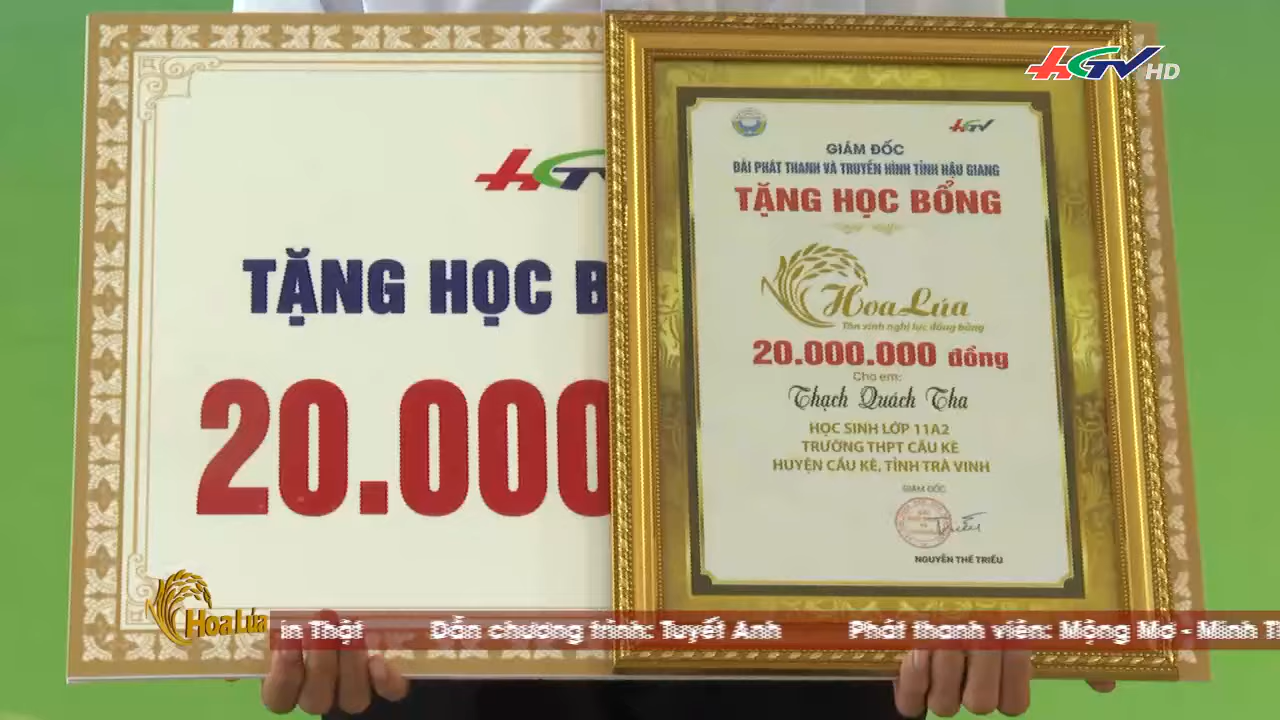 HGTV HD
HGTV
TẶNG HỌC B
20.000
HGTV
GIÁM ĐỐC
ĐÀI PHÁT THANH VÀ TRUYỀN HÌNH TỈNH HẬU GIANG
TẶNG HỌC BỔNG
Hoa Lúa
Tôn vinh nghị lực đồng bằng
20.000.000 đồng
Cho em:
Thạch Quách Tha
HỌC SINH LỚP 11A2
TRƯỜNG THPT CẦU KÈ
HUYỆN CẦU KÈ, TỈNH TRÀ VINH
GIÁM ĐỐC
NGUYỄN THẾ TRIỀU
Hoa Lúa
in Thật Dẫn chương trình: Tuyết Anh Phát thanh viên: Mộng Mơ - Minh T